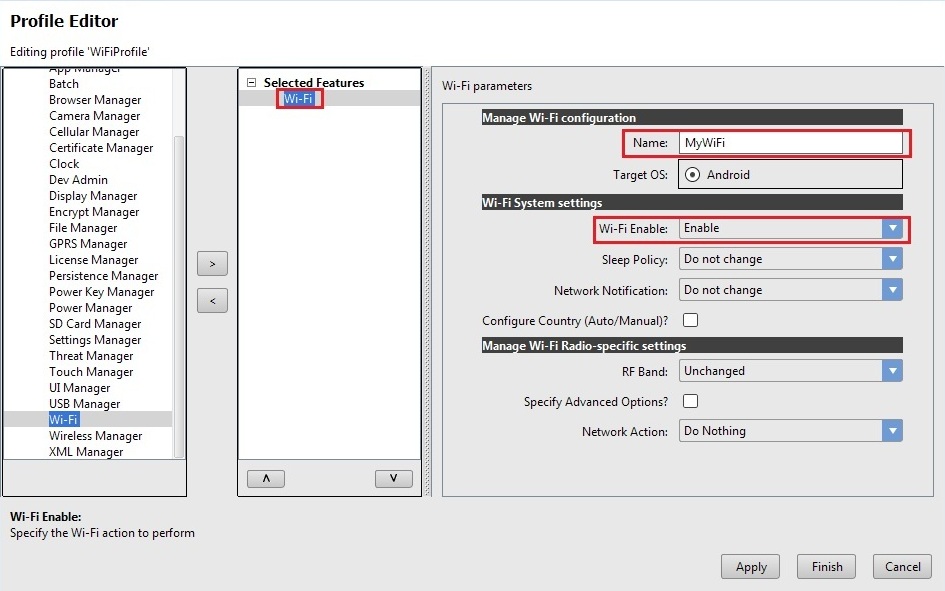 Profile Editor
Editing profile 'WiFiProfile'
App Manager
Batch
Browser Manager
Camera Manager
Cellular Manager
Certificate Manager
Clock
Dev Admin
Display Manager
Encrypt Manager
File Manager
GPRS Manager
License Manager
Persistence Manager
Power Key Manager
Power Manager
SD Card Manager
Settings Manager
Threat Manager
Touch Manager
UI Manager
USB Manager
Wi-Fi
Wireless Manager
XML Manager
>
<
Selected Features
Wi-Fi
Wi-Fi parameters
Manage Wi-Fi configuration
Name: MyWiFi
Target OS: Android
Wi-Fi System settings
Wi-Fi Enable: Enable
Sleep Policy: Do not change
Network Notification: Do not change
Configure Country (Auto/Manual)?
Manage Wi-Fi Radio-specific settings
RF Band: Unchanged
Specify Advanced Options?
Network Action: Do Nothing
Wi-Fi Enable:
Specify the Wi-Fi action to perform
Apply Finish Cancel